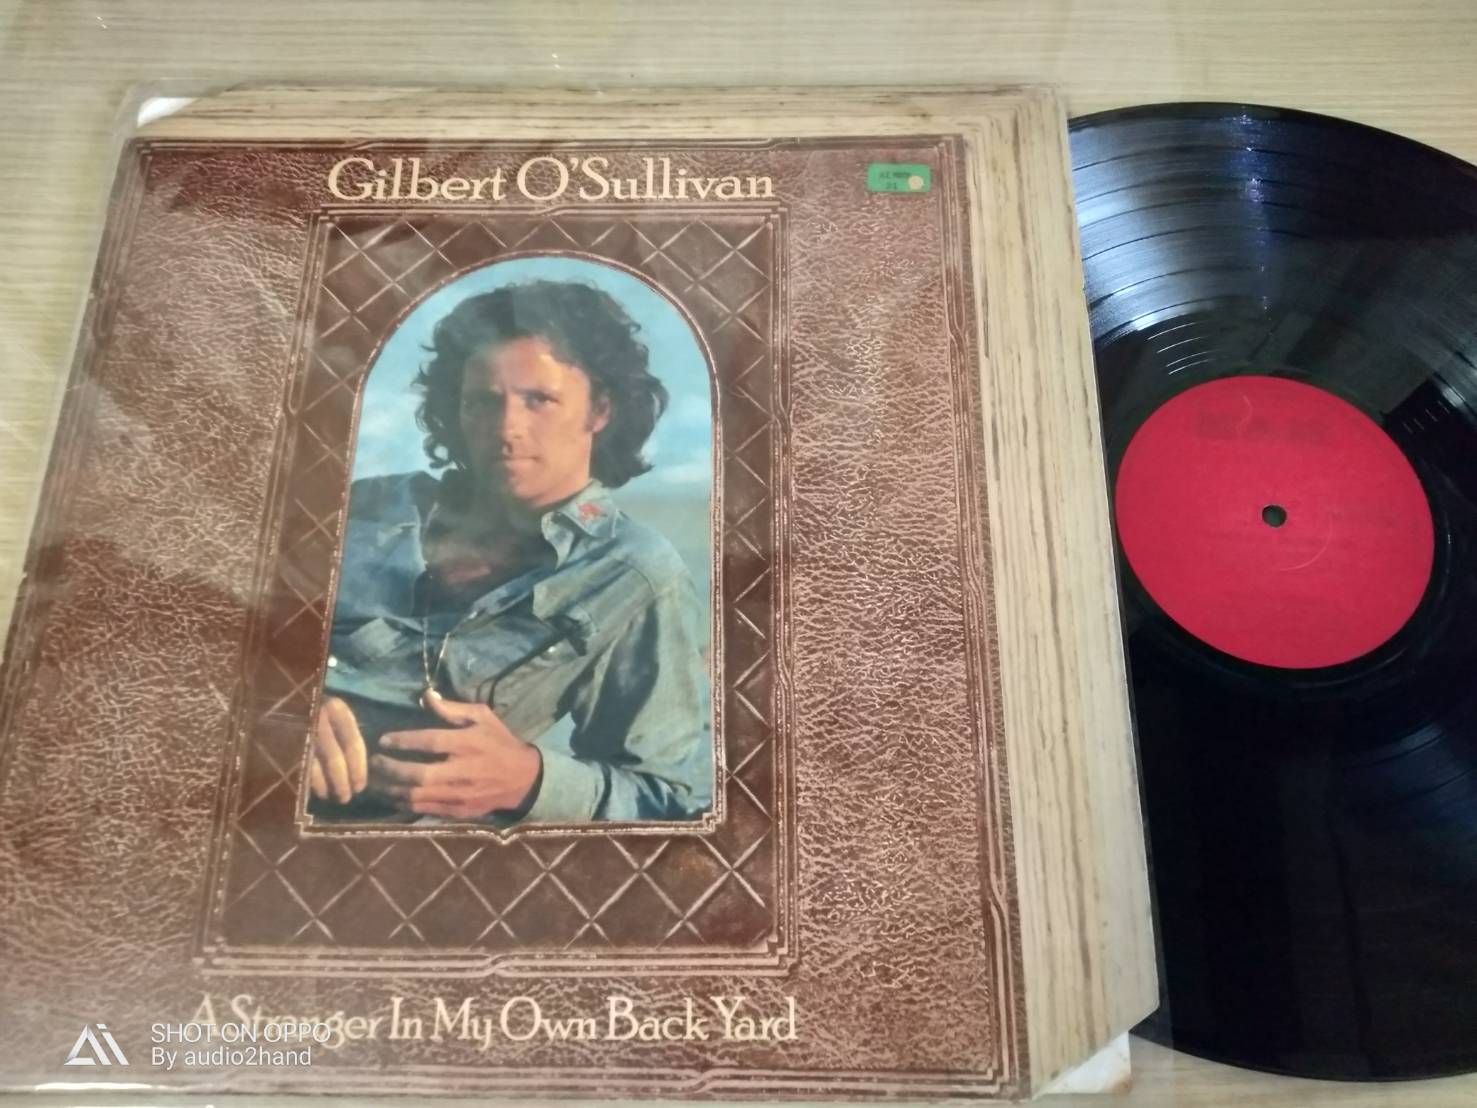 Gilbert O'Sullivan
A Stranger In My Own Back Yard
SHOT ON OPPO
By audio2hand